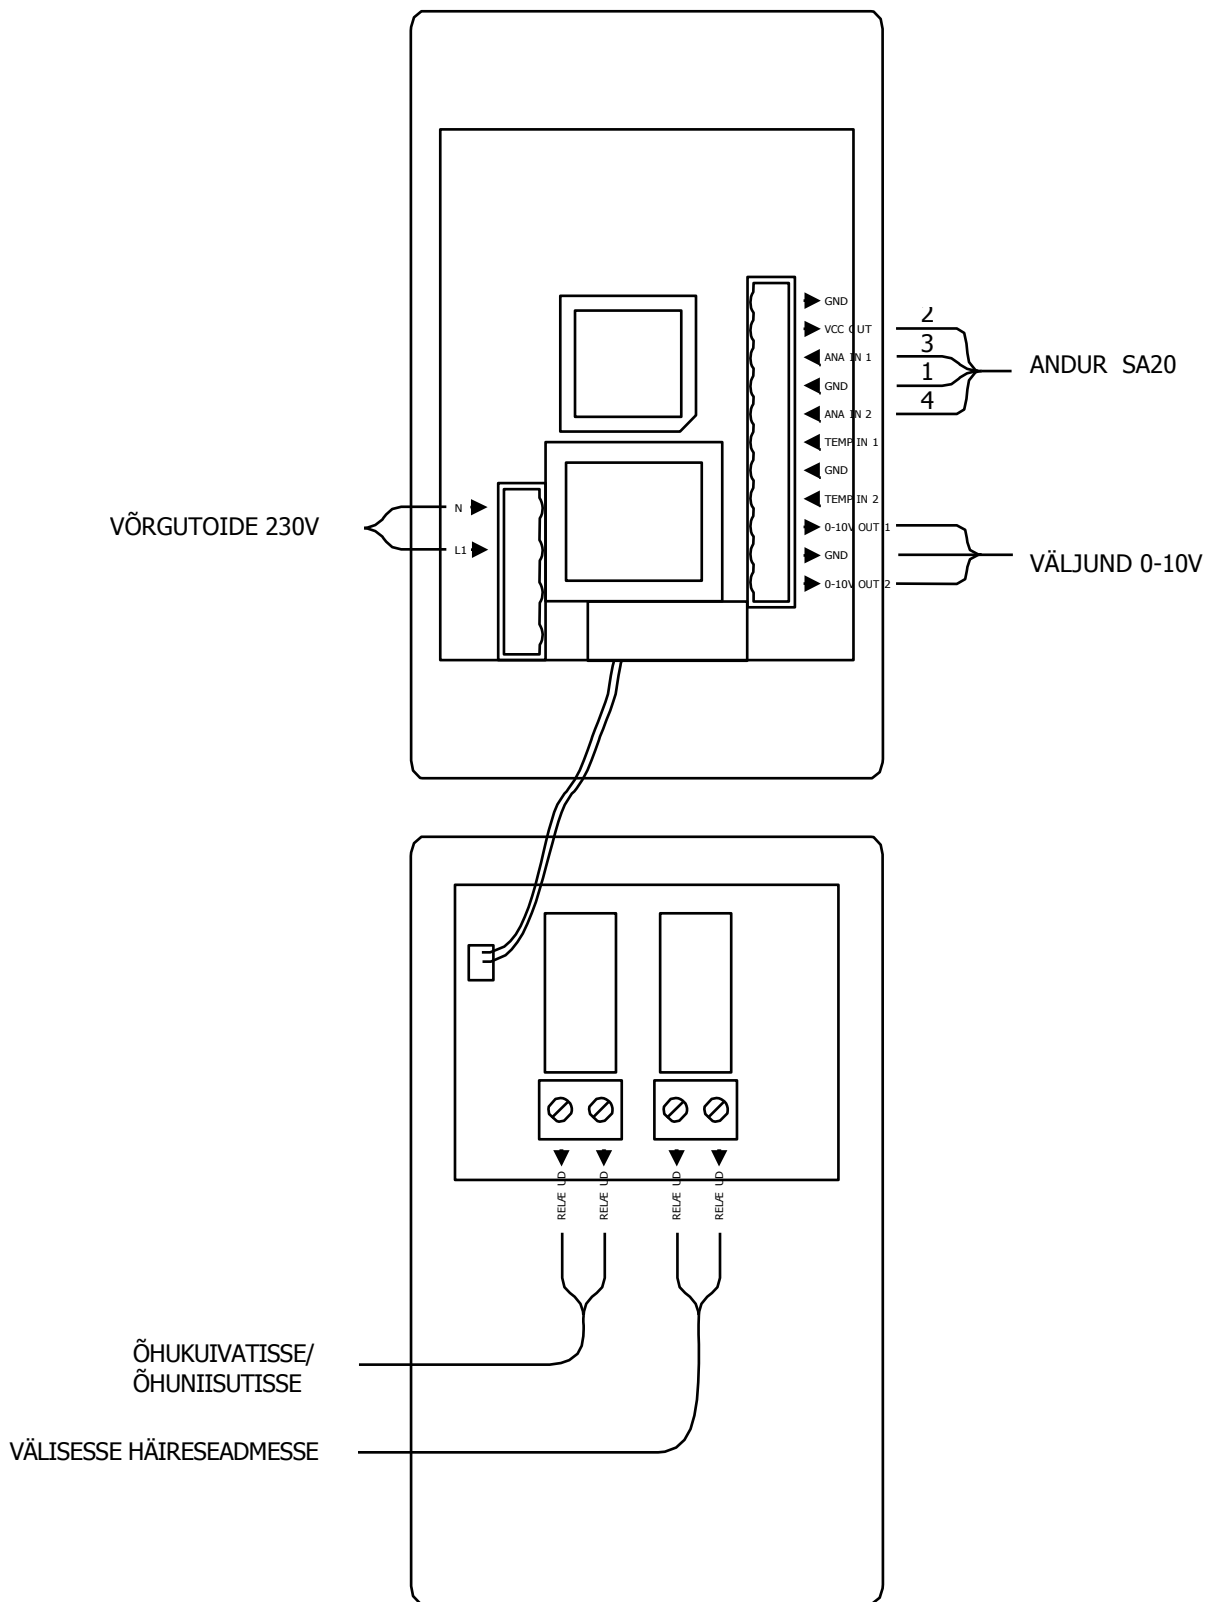 GND
VCC OUT 2
ANA IN 1 3
GND 1
ANA IN 2 4
ANDUR SA20
TEMP IN 1
GND
TEMP IN 2
0-10V OUT 1
GND
0-10V OUT 2
VÄLJUND 0-10V
N
L1
VÕRGUTOIDE 230V
RELÆ UD
RELÆ UD
RELÆ UD
RELÆ UD
ÕHUKUIVATISSE/
ÕHUNIISUTISSE
VÄLISESSE HÄIRESEADMESSE